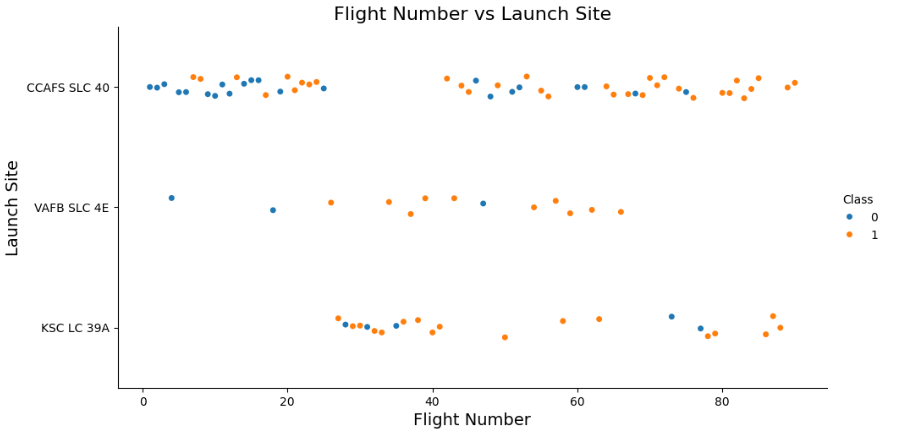 Flight Number vs Launch Site
Launch Site
CCAFS SLC 40
VAFB SLC 4E
KSC LC 39A
0 20 40 60 80
Flight Number
Class
0
1